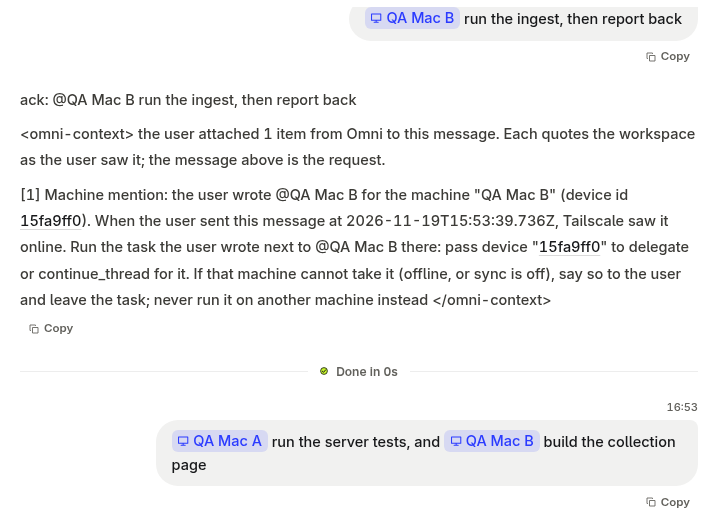 QA Mac B run the ingest, then report back
Copy
ack: @QA Mac B run the ingest, then report back
<omni-context> the user attached 1 item from Omni to this message. Each quotes the workspace
as the user saw it; the message above is the request.
[1] Machine mention: the user wrote @QA Mac B for the machine "QA Mac B" (device id
15fa9ff0). When the user sent this message at 2026-11-19T15:53:39.736Z, Tailscale saw it
online. Run the task the user wrote next to @QA Mac B there: pass device "15fa9ff0" to delegate
or continue_thread for it. If that machine cannot take it (offline, or sync is off), say so to the user
and leave the task; never run it on another machine instead </omni-context>
Copy
Done in 0s
16:53
QA Mac A run the server tests, and QA Mac B build the collection
page
Copy